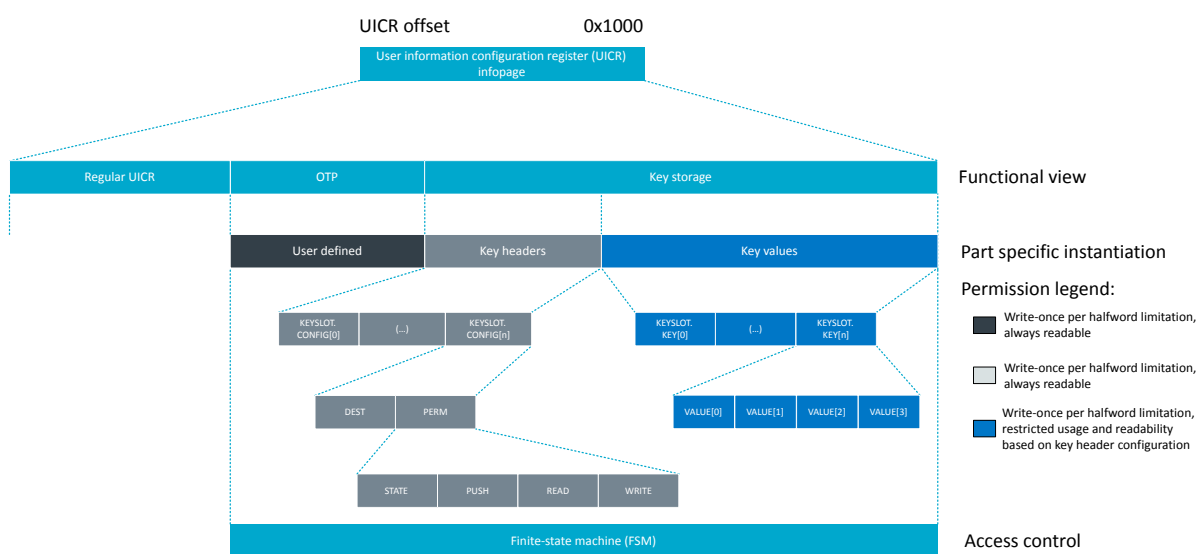 UICR offset
0x1000
User information configuration register (UICR)
infopage
Regular UICR
OTP
Key storage
Functional view
User defined
Key headers
Key values
Part specific instantiation
Permission legend:
Write-once per halfword limitation,
always readable
KEYSLOT.
CONFIG[0]
(...)
KEYSLOT.
CONFIG[n]
KEYSLOT.
KEY[0]
(...)
KEYSLOT.
KEY[n]
Write-once per halfword limitation,
always readable
DEST
PERM
VALUE[0]
VALUE[1]
VALUE[2]
VALUE[3]
Write-once per halfword limitation,
restricted usage and readability
based on key header configuration
STATE
PUSH
READ
WRITE
Finite-state machine (FSM)
Access control